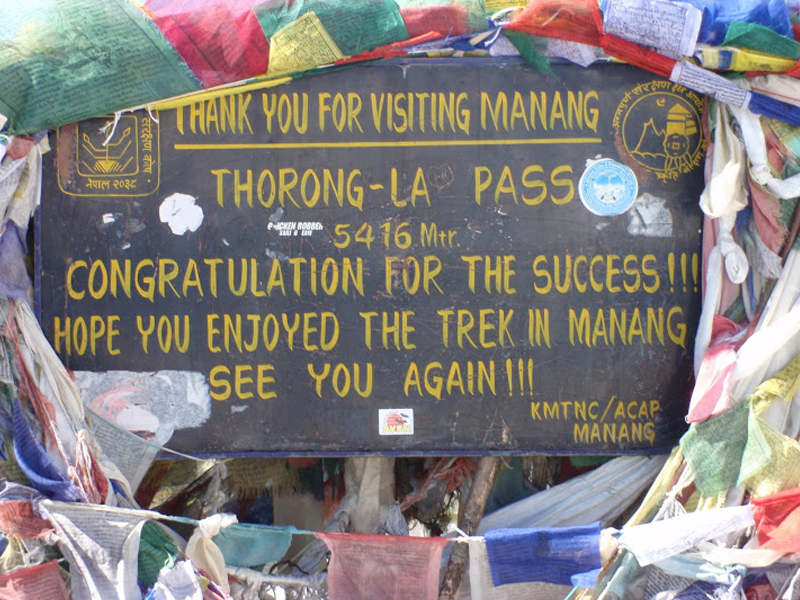 THANK YOU FOR VISITING MANANG
नेपाल २०३८
THORONG-LA PASS
5416 Mtr.
CONGRATULATION FOR THE SUCCESS!!!
HOPE YOU ENJOYED THE TREK IN MANANG
SEE YOU AGAIN!!!
KMTNC/ACAP
MANANG